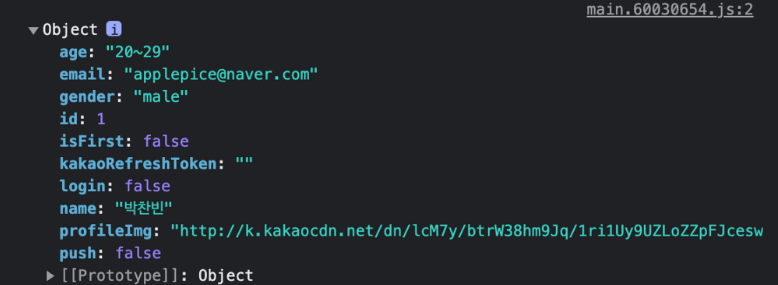 main.60030654.js:2
▼Object i
age: "20~29"
email: "applepice@naver.com"
gender: "male"
id: 1
isFirst: false
kakaoRefreshToken: ""
login: false
name: "박찬빈"
profileImg: "http://k.kakaocdn.net/dn/lcM7y/btrW38hm9Jq/1ri1Uy9UZLoZZpFJcesw
push: false
▶[[Prototype]]: Object